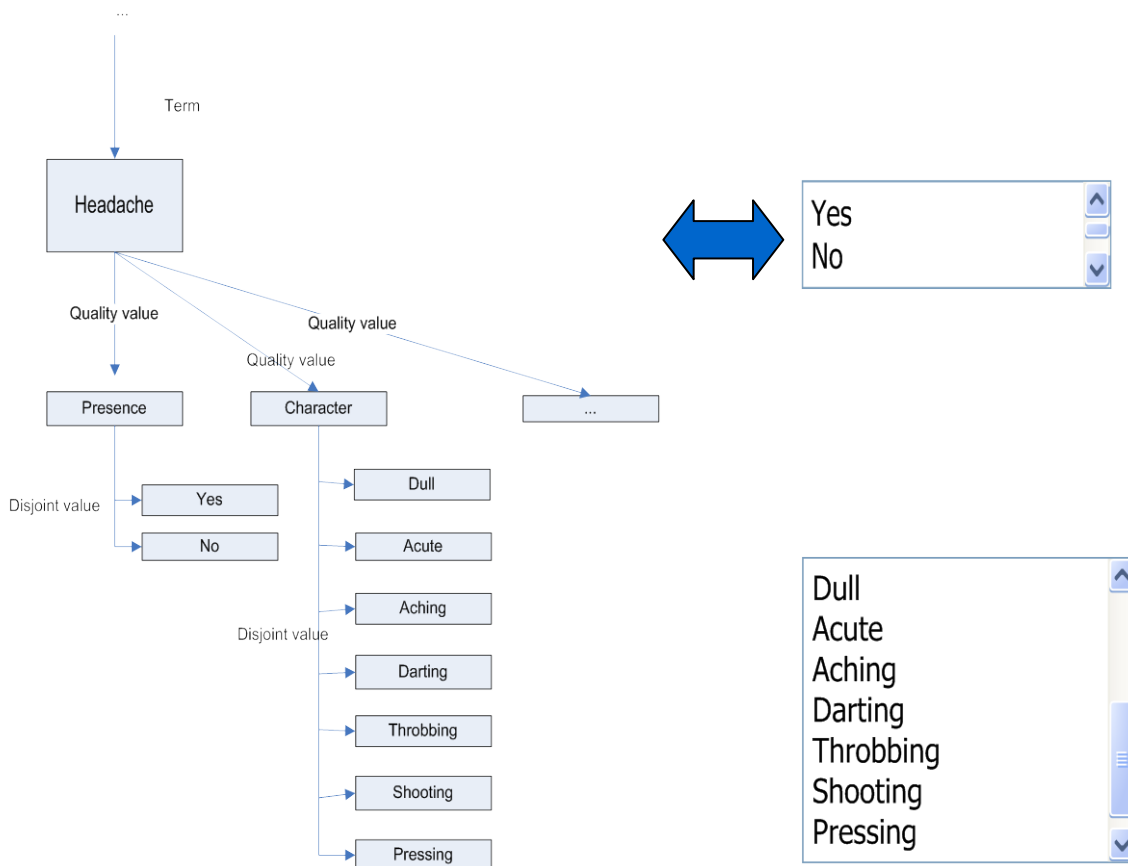 ...
Term
Headache
Yes
No
Quality value
Quality value
Quality value
Presence
Character
...
Disjoint value
Yes
No
Dull
Acute
Aching
Disjoint value
Darting
Throbbing
Shooting
Pressing
Dull
Acute
Aching
Darting
Throbbing
Shooting
Pressing